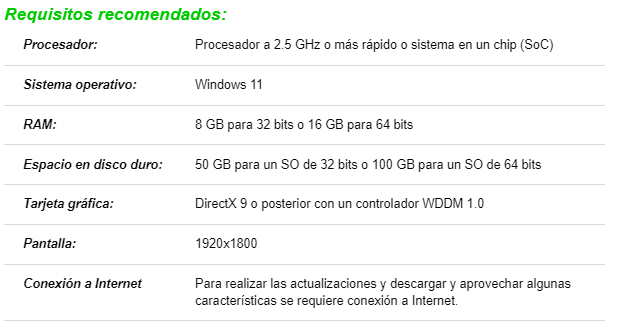 Requisitos recomendados:
Procesador: Procesador a 2.5 GHz o más rápido o sistema en un chip (SoC)
Sistema operativo: Windows 11
RAM: 8 GB para 32 bits o 16 GB para 64 bits
Espacio en disco duro: 50 GB para un SO de 32 bits o 100 GB para un SO de 64 bits
Tarjeta gráfica: DirectX 9 o posterior con un controlador WDDM 1.0
Pantalla: 1920x1800
Conexión a Internet Para realizar las actualizaciones y descargar y aprovechar algunas
características se requiere conexión a Internet.